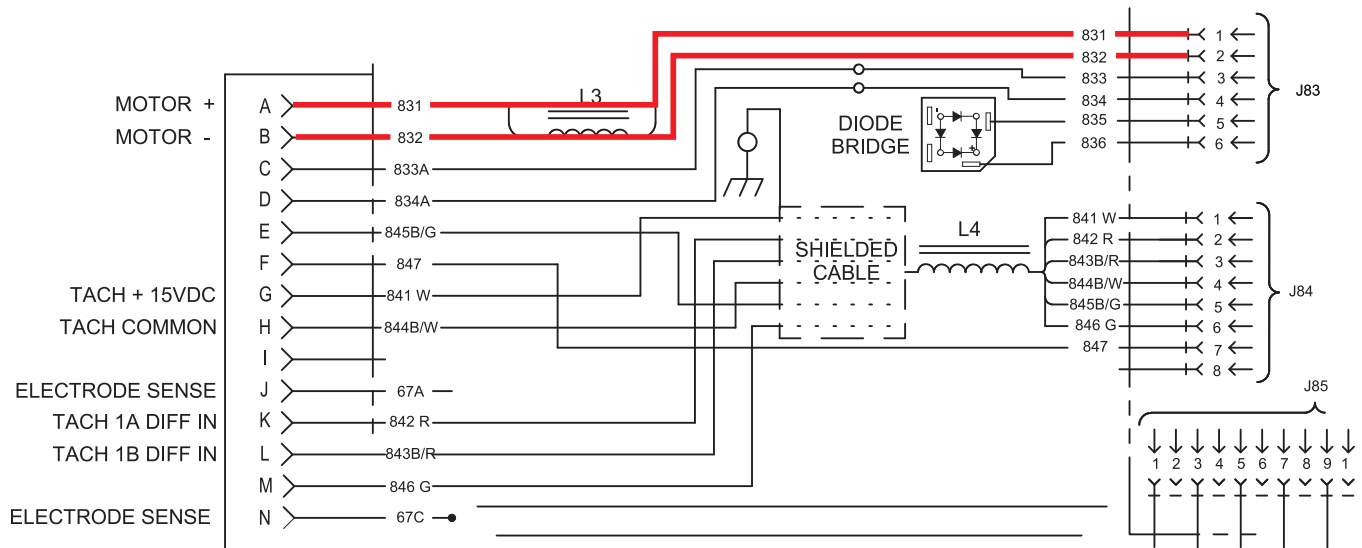 MOTOR + A 831 L3 831 1
MOTOR - B 832 832 2
C 833A 833 3 J83
D 834A 834 4
DIODE BRIDGE - + 835 5
836 6
E 845B/G
F 847
TACH + 15VDC G 841 W
TACH COMMON H 844B/W
I
ELECTRODE SENSE J 67A
TACH 1A DIFF IN K 842 R
TACH 1B DIFF IN L 843B/R
M 846 G
ELECTRODE SENSE N 67C
SHIELDED
CABLE
L4
841 W 1
842 R 2
843B/R 3
844B/W 4 J84
845B/G 5
846 G 6
847 7
8
J85
1 2 3 4 5 6 7 8 9 1